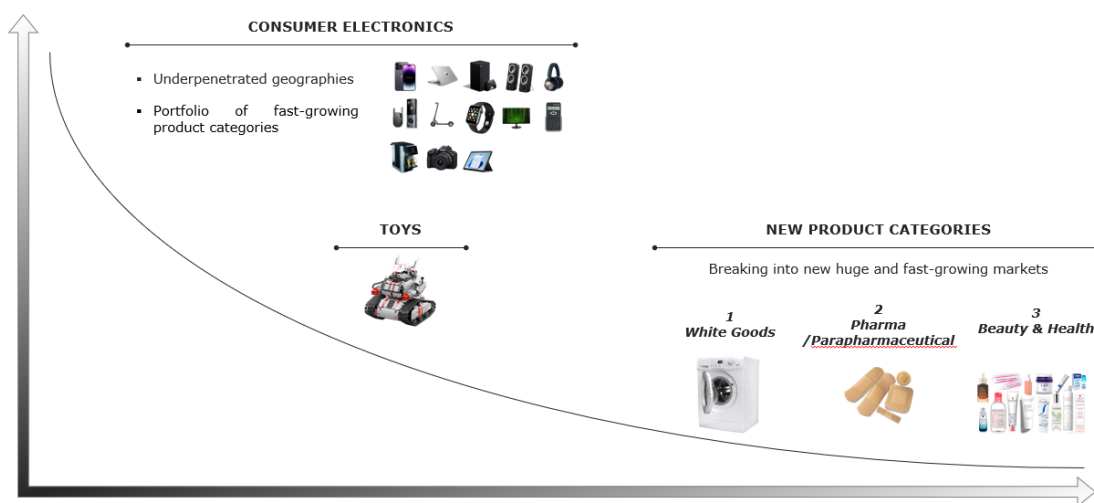 CONSUMER ELECTRONICS
▪ Underpenetrated geographies
▪ Portfolio of fast-growing
product categories
TOYS
NEW PRODUCT CATEGORIES
Breaking into new huge and fast-growing markets
1
White Goods
2
Pharma
/Parapharmaceutical
3
Beauty & Health